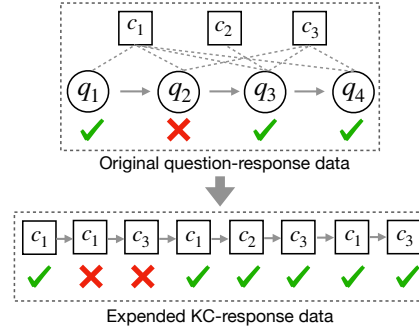 c1 c2 c3
q1 q2 q3 q4
Original question-response data
c1 c1 c3 c1 c2 c3 c1 c3
Expended KC-response data